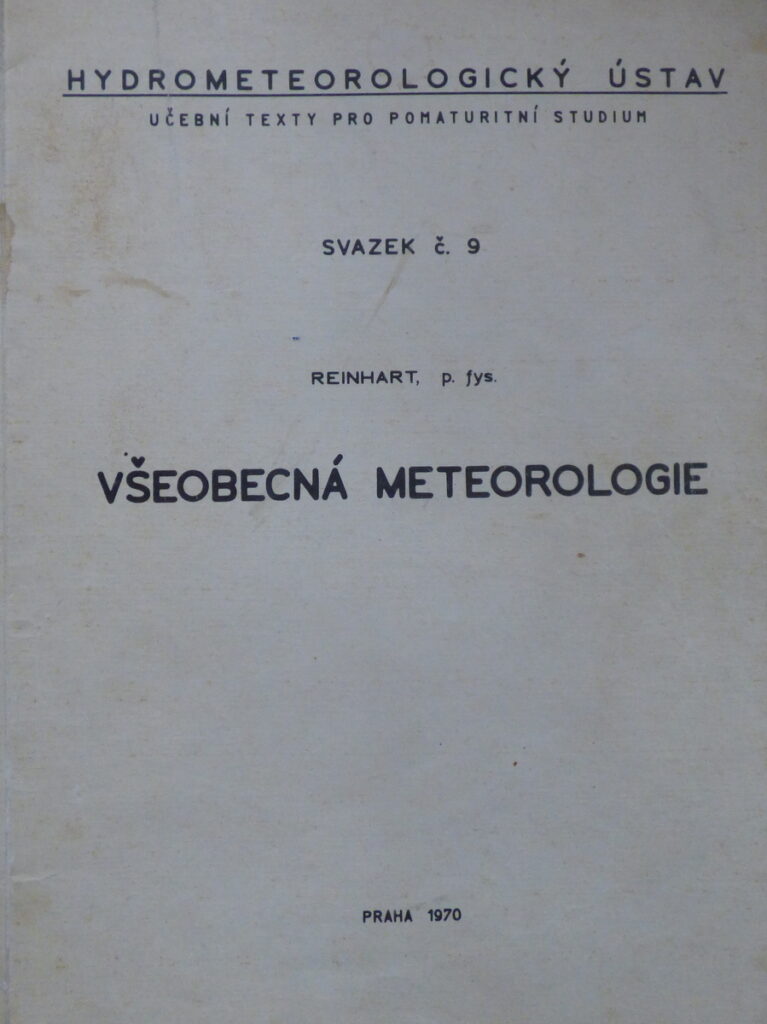 HYDROMETEOROLOGICKÝ ÚSTAV
UČEBNÍ TEXTY PRO POMATURITNÍ STUDIUM
SVAZEK č. 9
REINHART, p. fys.
VŠEOBECNÁ METEOROLOGIE
PRAHA 1970